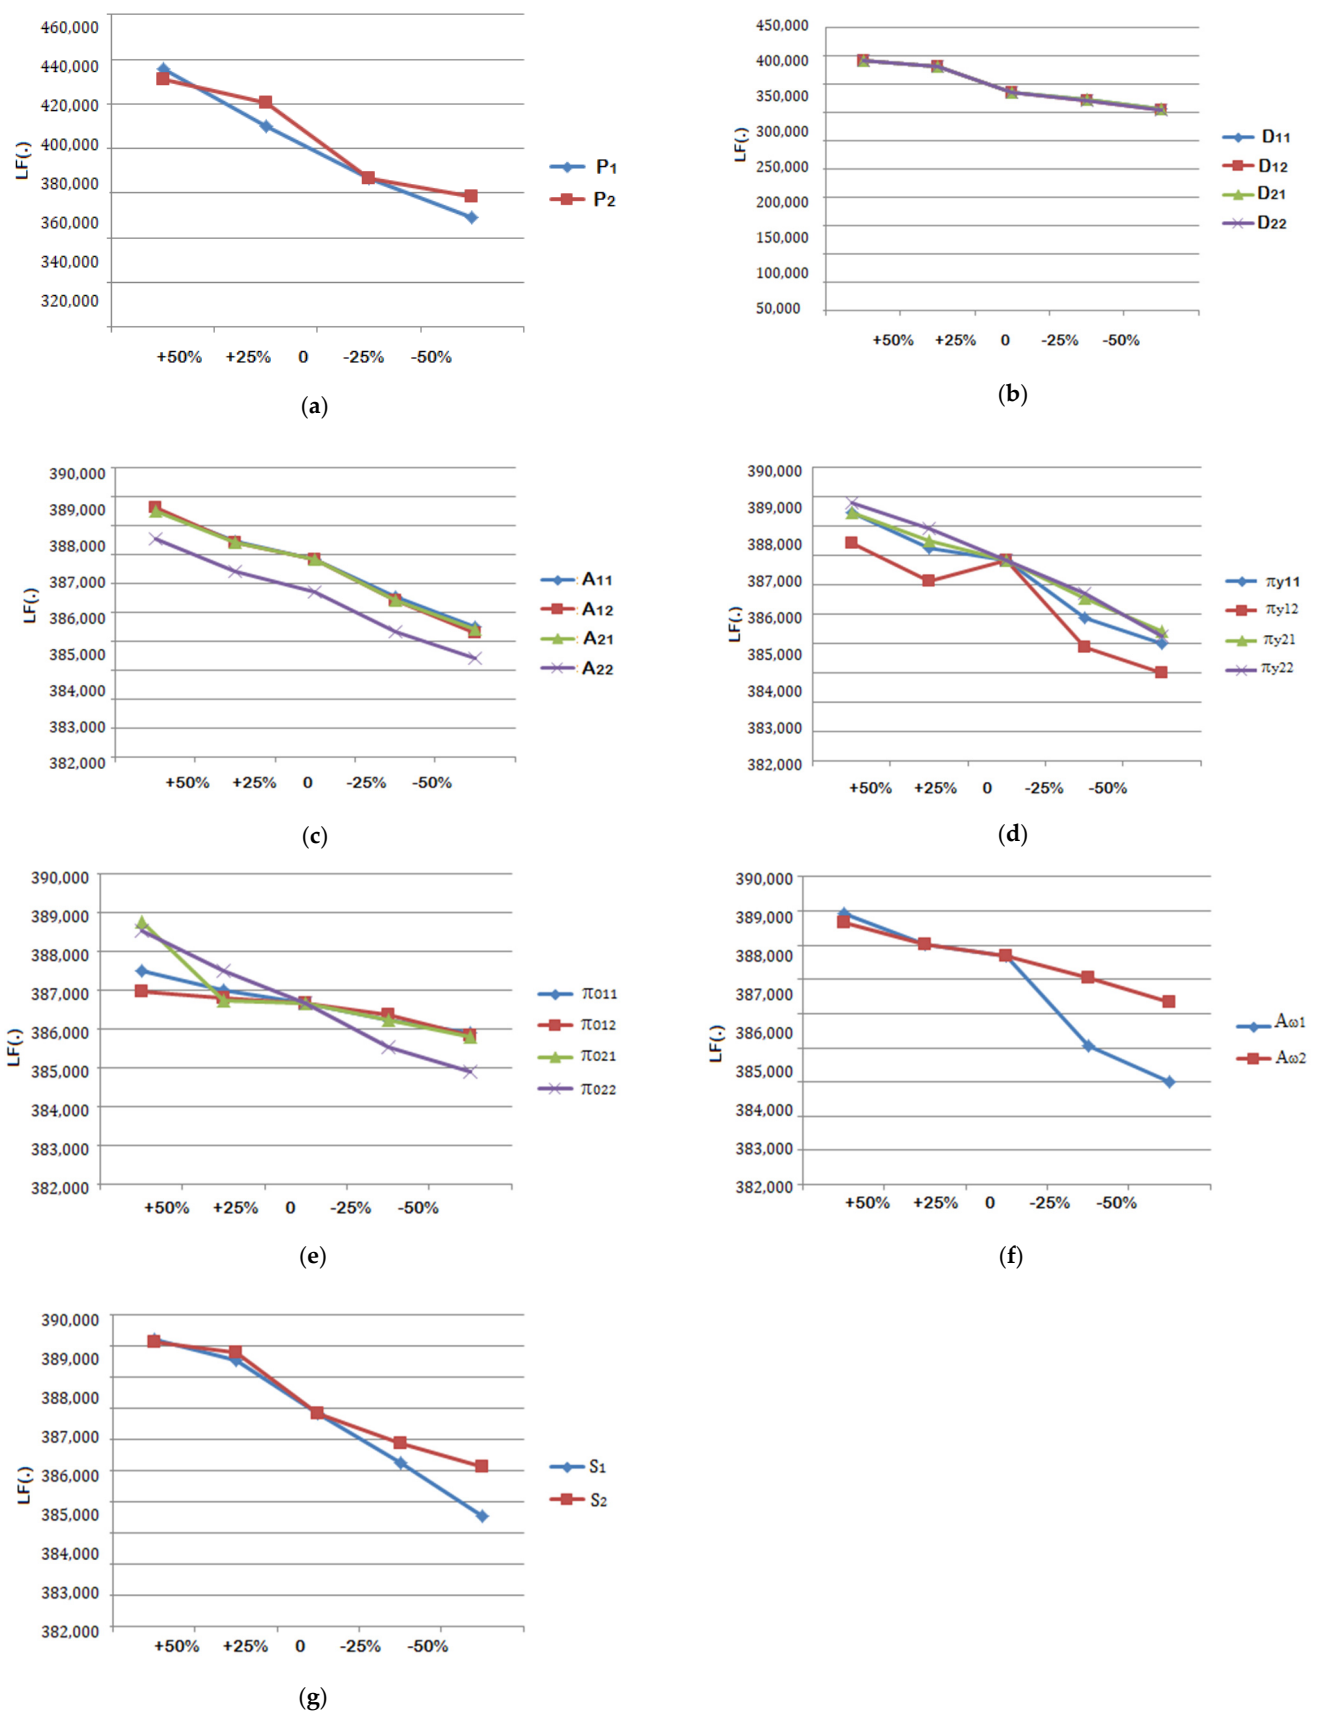 460,000
440,000
420,000
400,000
380,000
360,000
340,000
320,000
LF(.)
+50% +25% 0 -25% -50%
P1
P2
(a)
450,000
400,000
350,000
300,000
250,000
200,000
150,000
100,000
50,000
LF(.)
+50% +25% 0 -25% -50%
D11
D12
D21
D22
(b)
390,000
389,000
388,000
387,000
386,000
385,000
384,000
383,000
382,000
LF(.)
+50% +25% 0 -25% -50%
A11
A12
A21
A22
(c)
390,000
389,000
388,000
387,000
386,000
385,000
384,000
383,000
382,000
LF(.)
+50% +25% 0 -25% -50%
πy11
πy12
πy21
πy22
(d)
390,000
389,000
388,000
387,000
386,000
385,000
384,000
383,000
382,000
LF(.)
+50% +25% 0 -25% -50%
πo11
πo12
πo21
πo22
(e)
390,000
389,000
388,000
387,000
386,000
385,000
384,000
383,000
382,000
LF(.)
+50% +25% 0 -25% -50%
Aω1
Aω2
(f)
390,000
389,000
388,000
387,000
386,000
385,000
384,000
383,000
382,000
LF(.)
+50% +25% 0 -25% -50%
S1
S2
(g)